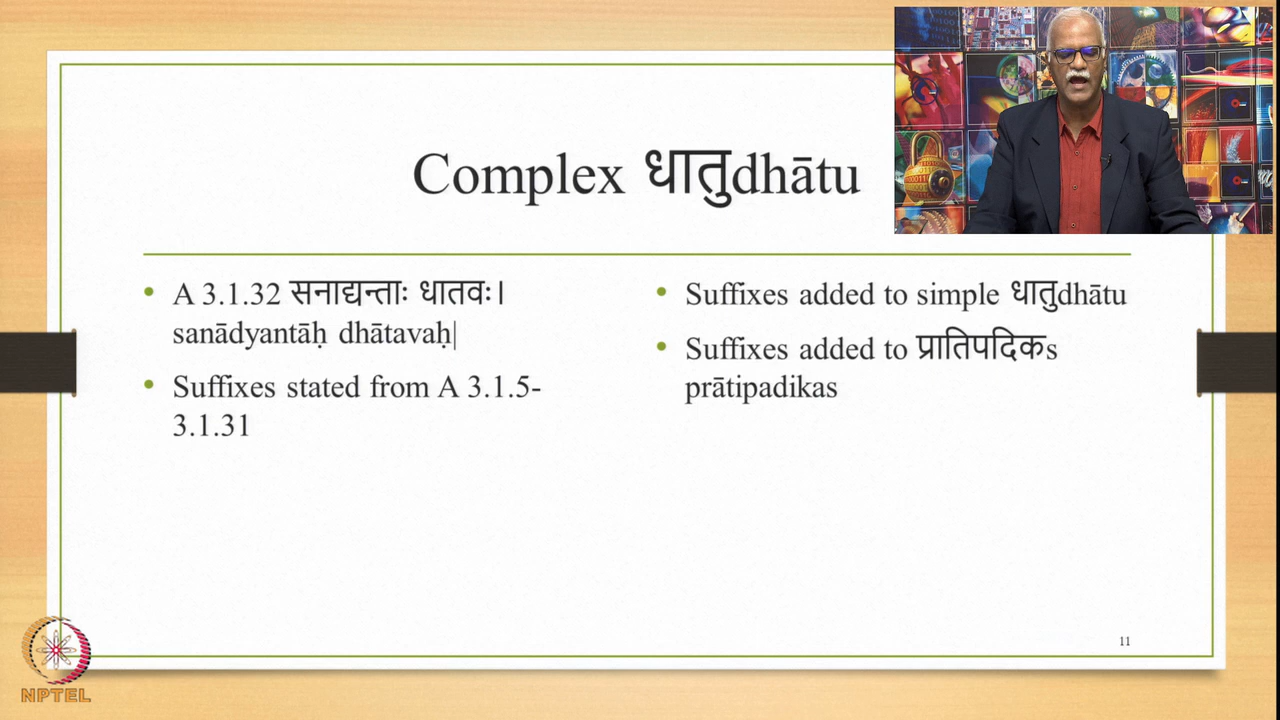 Complex धातुdhātu
A 3.1.32 सनाद्यन्ताः धातवः।
sanādyantāḥ dhātavaḥ|
Suffixes stated from A 3.1.5-
3.1.31
Suffixes added to simple धातुdhātu
Suffixes added to प्रातिपदिकs
prātipadikas
11
NPTEL